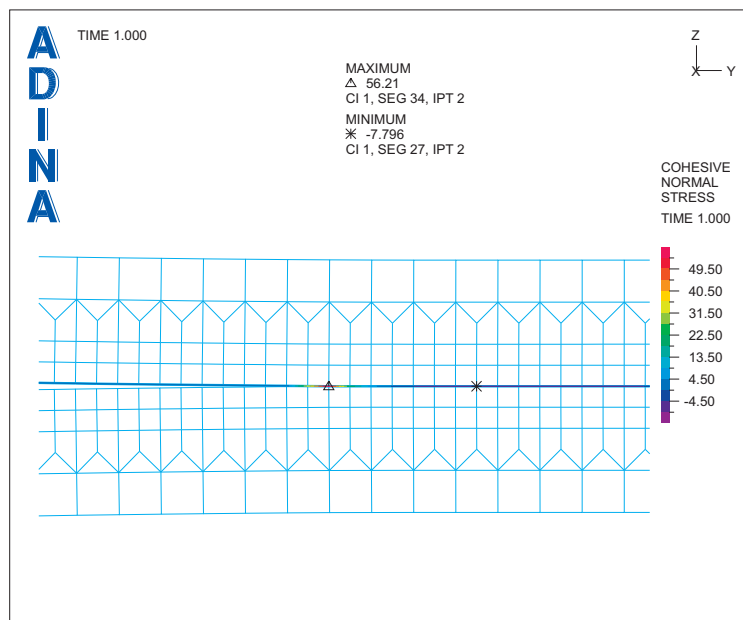 ADINA
TIME 1.000
MAXIMUM
56.21
CI 1, SEG 34, IPT 2
MINIMUM
-7.796
CI 1, SEG 27, IPT 2
Z
X Y
COHESIVE
NORMAL
STRESS
TIME 1.000
49.50
40.50
31.50
22.50
13.50
4.50
-4.50